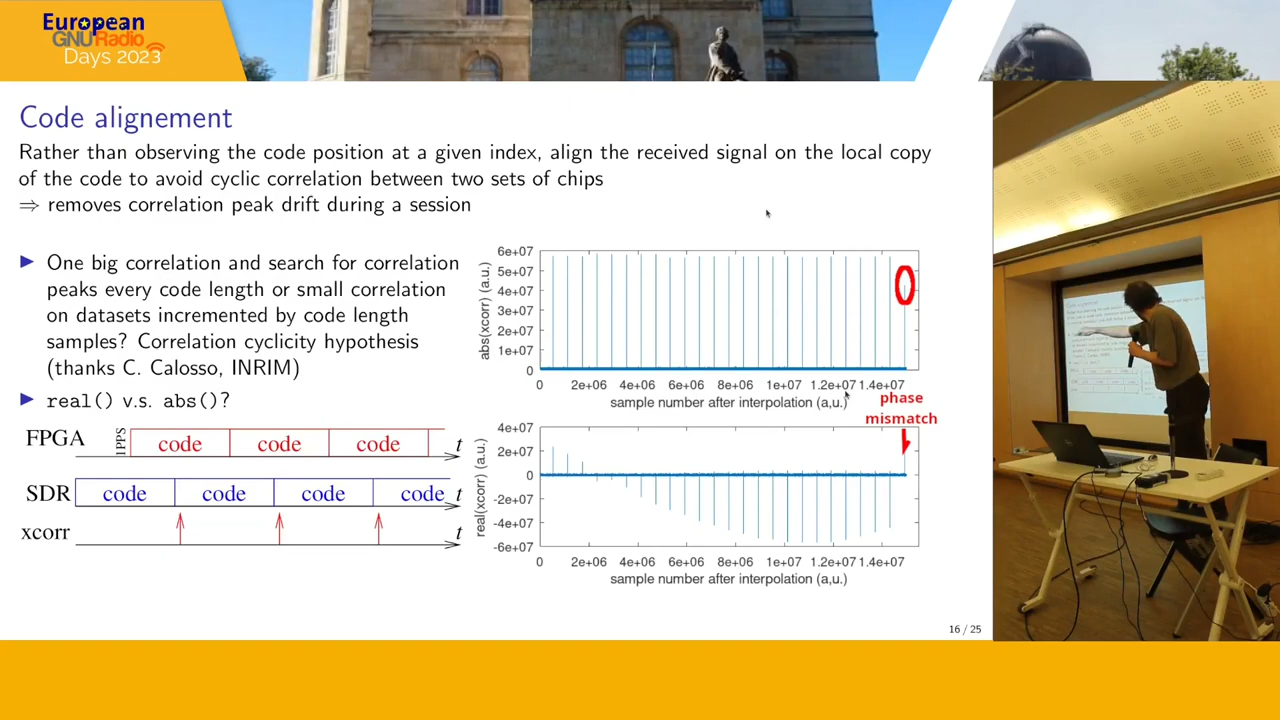 European
GNURadio
Days 2023
Code alignement
Rather than observing the code position at a given index, align the received signal on the local copy
of the code to avoid cyclic correlation between two sets of chips
⇒ removes correlation peak drift during a session
▶ One big correlation and search for correlation
peaks every code length or small correlation
on datasets incremented by code length
samples? Correlation cyclicity hypothesis
(thanks C. Calosso, INRIM)
▶ real() v.s. abs()?
FPGA 1PPS code code code t
SDR code code code code t
xcorr t
abs(xcorr) (a.u.)
6e+07
5e+07
4e+07
3e+07
2e+07
1e+07
0
0 2e+06 4e+06 6e+06 8e+06 1e+07 1.2e+07 1.4e+07
sample number after interpolation (a,u.)
phase
mismatch
real(xcorr) (a.u.)
4e+07
2e+07
0
-2e+07
-4e+07
-6e+07
0 2e+06 4e+06 6e+06 8e+06 1e+07 1.2e+07 1.4e+07
sample number after interpolation (a,u.)
16 / 25